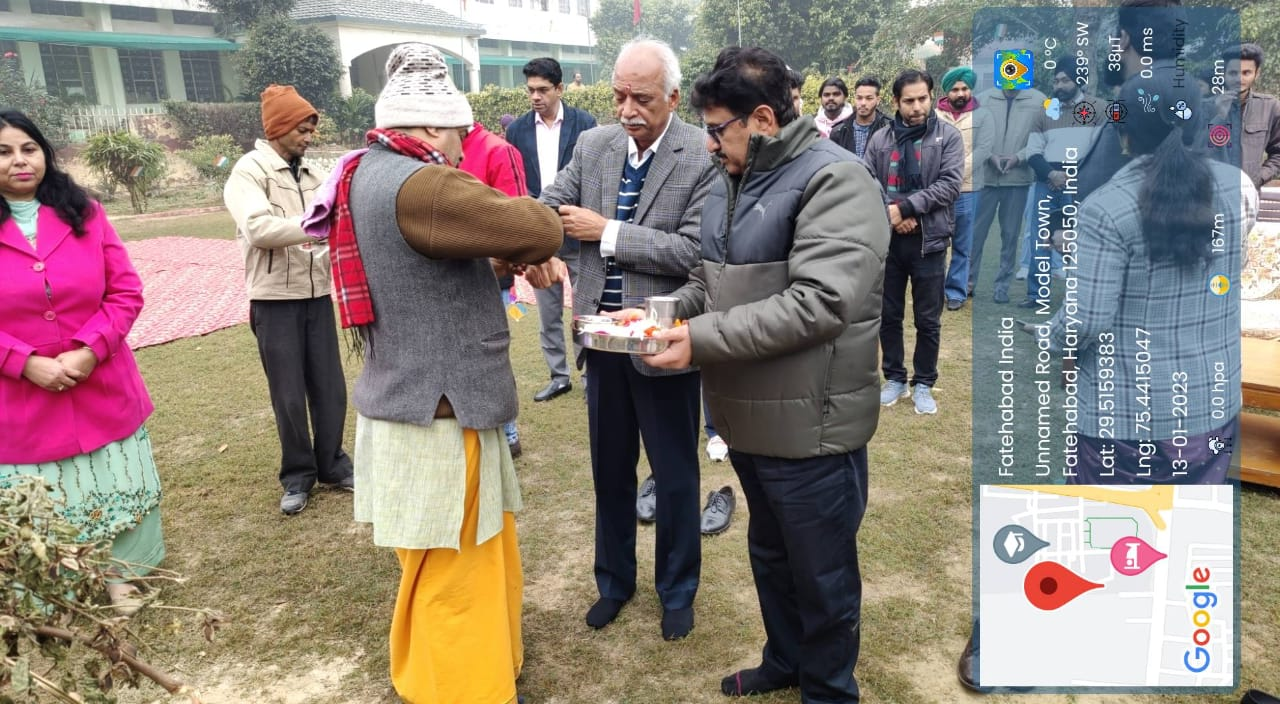 Fatehabad India
Unnamed Road, Model Town,
Fatehabad, Haryana 125050, India
Lat: 29.5159383
Lng: 75.4415047
13-01-2023
0 °C
239° SW
38µT
0.0 ms
Humidity
0.0 hpa
167m
28m
Google